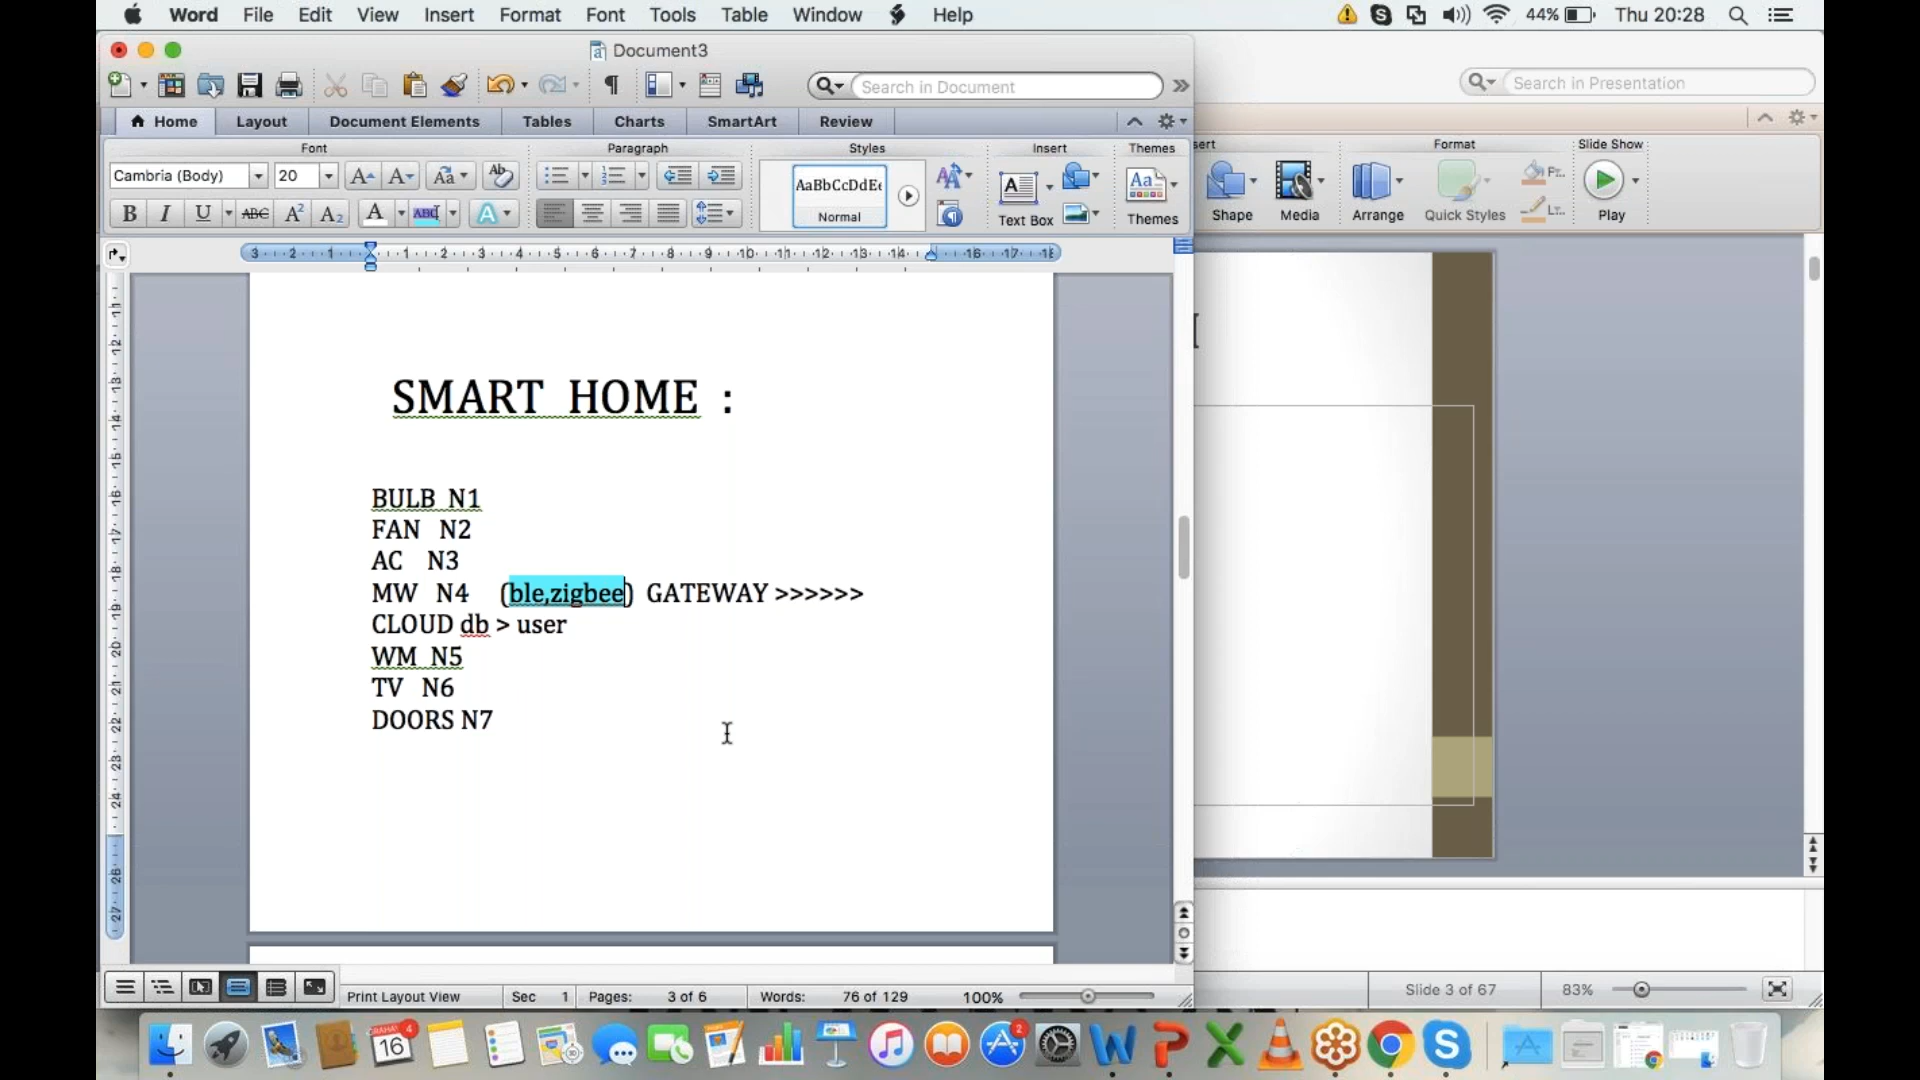 Word File Edit View Insert Format Font Tools Table Window Help 44% Thu 20:28
Document3
Search in Document
Search in Presentation
Home Layout Document Elements Tables Charts SmartArt Review
Font Paragraph Styles Insert Themes
sert Format Slide Show
Cambria (Body) 20
AaBbCcDdEe
Normal
Text Box Themes
Shape Media Arrange Quick Styles Play
SMART HOME :
BULB N1
FAN N2
AC N3
MW N4 (ble,zigbee) GATEWAY >>>>>>
CLOUD db > user
WM N5
TV N6
DOORS N7
Print Layout View Sec 1 Pages: 3 of 6 Words: 76 of 129 100%
Slide 3 of 67 83%
16